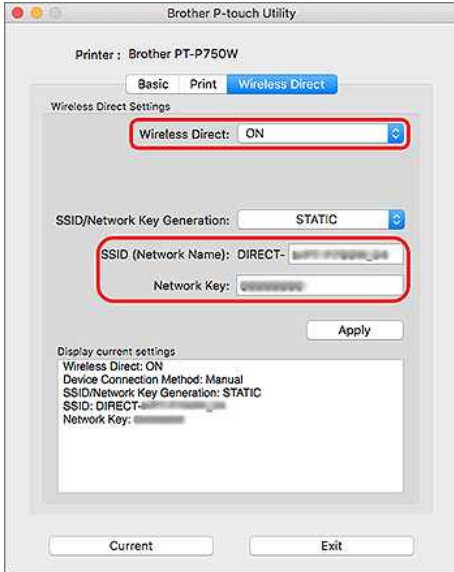 Brother P-touch Utility
Printer : Brother PT-P750W
Basic Print Wireless Direct
Wireless Direct Settings
Wireless Direct: ON
SSID/Network Key Generation: STATIC
SSID (Network Name): DIRECT-
Network Key:
Apply
Display current settings
Wireless Direct: ON
Device Connection Method: Manual
SSID/Network Key Generation: STATIC
SSID: DIRECT-
Network Key:
Current Exit